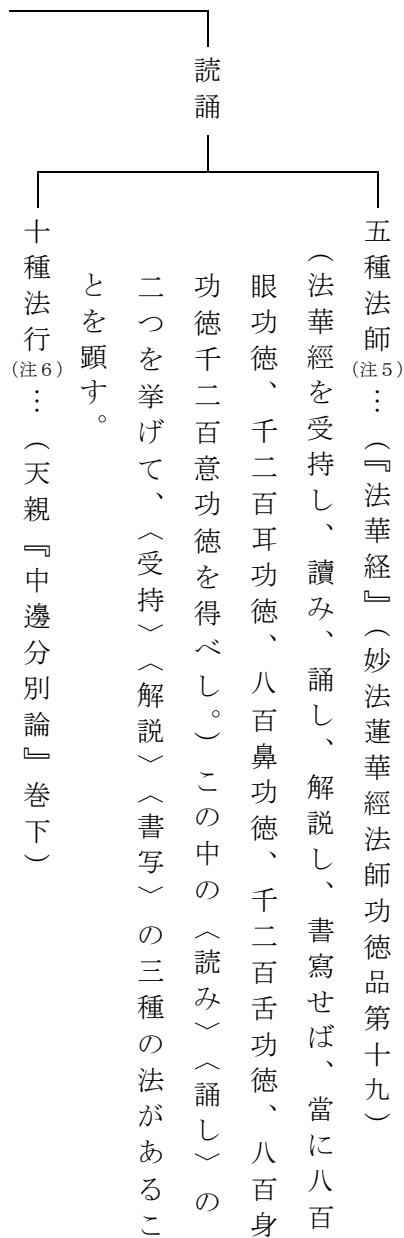 読誦
五種法師(注5)…(『法華経』(妙法蓮華經法師功徳品第十九)
(法華經を受持し、讀み、誦し、解説し、書寫せば、當に八百
眼功徳、千二百耳功徳、八百鼻功徳、千二百舌功徳、八百身
功徳千二百意功徳を得べし。)この中の〈読み〉〈誦し〉の
二つを挙げて、〈受持〉〈解説〉〈書写〉の三種の法があるこ
とを顕す。
十種法行(注6)…(天親『中邊分別論』巻下)